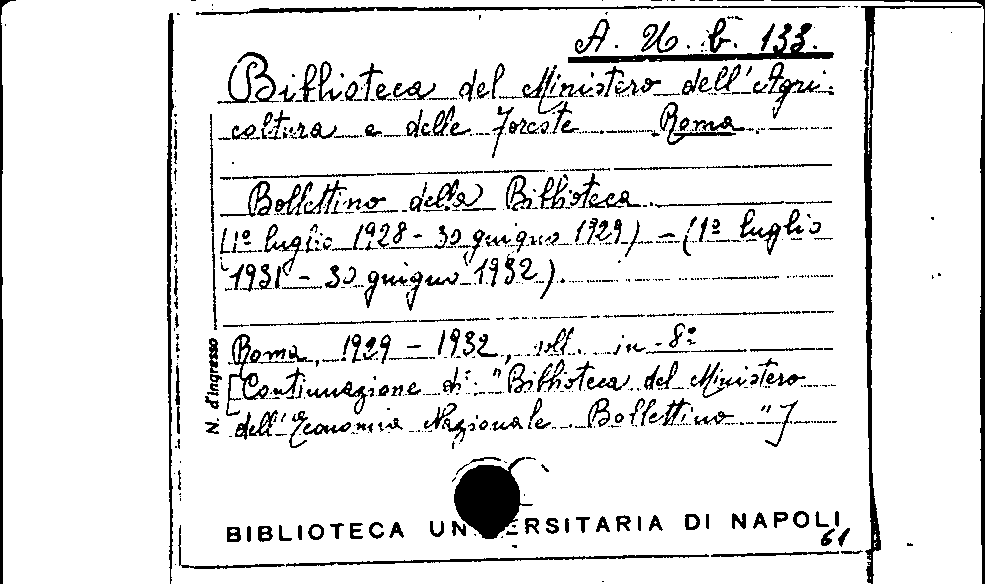 A. U. b. 133.
Biblioteca del Ministero dell'Agri-
coltura e delle Foreste Roma.
Bollettino della Biblioteca.
(1º luglio 1928 - 30 giugno 1929) - (1º luglio
1931 - 30 giugno 1932).
N. d'ingresso
Roma, 1929 - 1932, voll. in-8º
[Continuazione di: "Biblioteca del Ministero
dell'Economia Nazionale. Bollettino"]
BIBLIOTECA UNIVERSITARIA DI NAPOLI
61